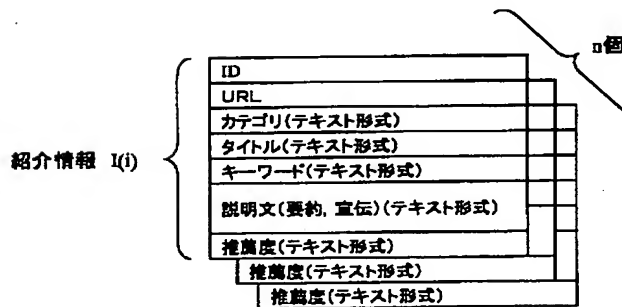 n個
ID
URL
カテゴリ(テキスト形式)
タイトル(テキスト形式)
キーワード(テキスト形式)
紹介情報 I(i)
説明文(要約, 宣伝)(テキスト形式)
推薦度(テキスト形式)
推薦度(テキスト形式)
推薦度(テキスト形式)